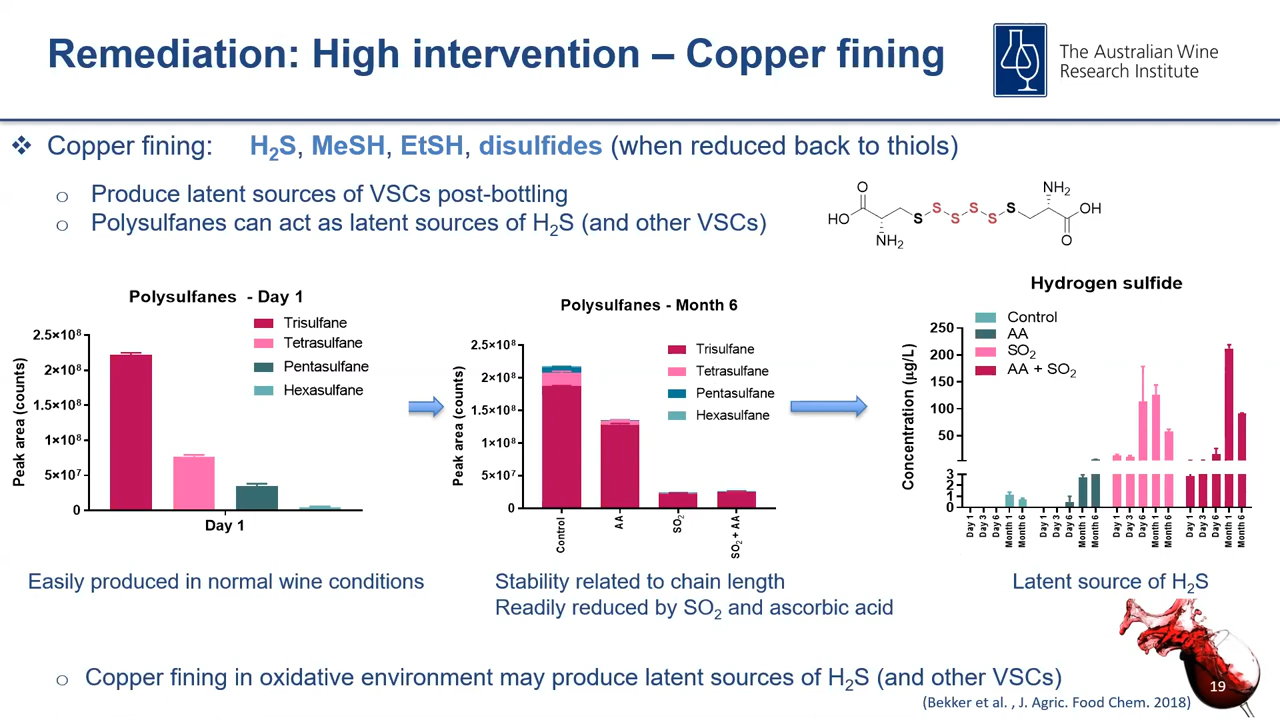 Remediation: High intervention – Copper fining
The Australian Wine
Research Institute
❖ Copper fining: H₂S, MeSH, EtSH, disulfides (when reduced back to thiols)
o Produce latent sources of VSCs post-bottling
o Polysulfanes can act as latent sources of H₂S (and other VSCs)
O
HO
NH₂
S
S
S
S
S
S
NH₂
OH
O
Polysulfanes - Day 1
Trisulfane
Tetrasulfane
Pentasulfane
Hexasulfane
Peak area (counts)
2.5×10⁸
2×10⁸
1.5×10⁸
1×10⁸
5×10⁷
0
Day 1
Polysulfanes - Month 6
Trisulfane
Tetrasulfane
Pentasulfane
Hexasulfane
Peak area (counts)
2.5×10⁸
2×10⁸
1.5×10⁸
1×10⁸
5×10⁷
0
Control
AA
SO₂
SO₂ + AA
Hydrogen sulfide
Control
AA
SO₂
AA + SO₂
Concentration (µg/L)
250
200
150
100
50
3
2
1
0
Day 1
Day 3
Day 6
Month 1
Month 6
Day 1
Day 3
Day 6
Month 1
Month 6
Day 1
Day 3
Day 6
Month 1
Month 6
Day 1
Day 3
Day 6
Month 1
Month 6
Easily produced in normal wine conditions
Stability related to chain length
Readily reduced by SO₂ and ascorbic acid
Latent source of H₂S
o Copper fining in oxidative environment may produce latent sources of H₂S (and other VSCs)
(Bekker et al. , J. Agric. Food Chem. 2018)
19